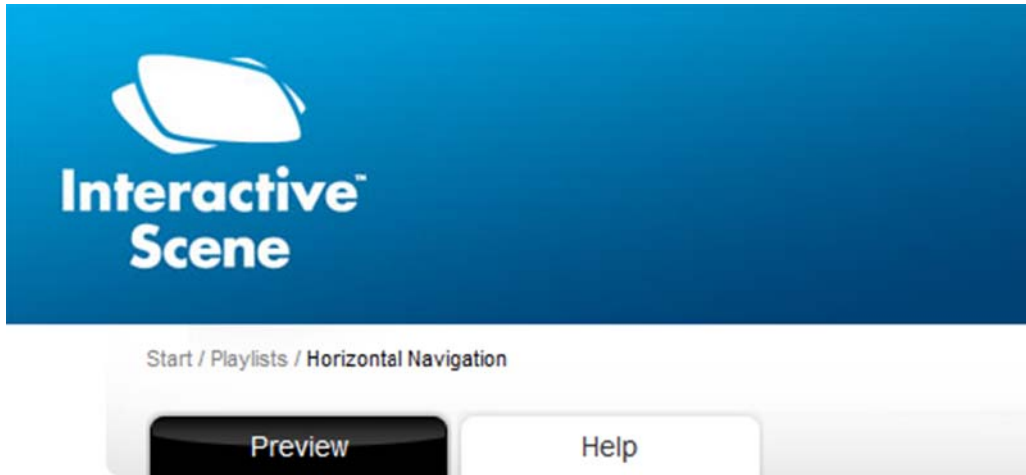 Interactive™
Scene
Start / Playlists / Horizontal Navigation
Preview Help